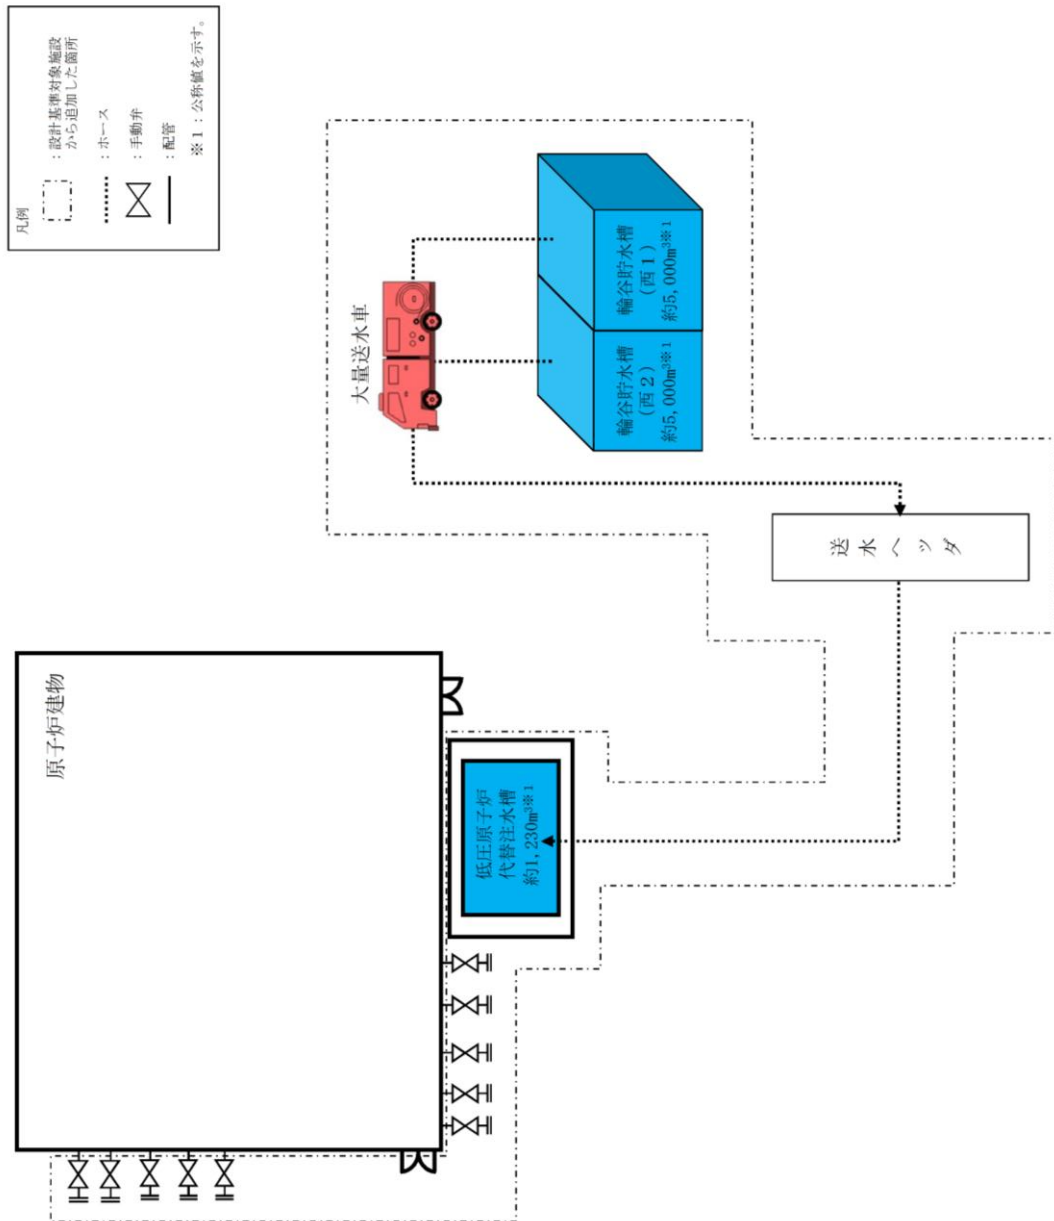 凡例
：設計基準対象施設
から追加した箇所
：ホース
：手動弁
：配管
※1：公称値を示す。
大量送水車
輪谷貯水槽
（西1）
約5,000m³※1
輪谷貯水槽
（西2）
約5,000m³※1
送水ヘッダ
原子炉建物
低圧原子炉
代替注水槽
約1,230m³※1